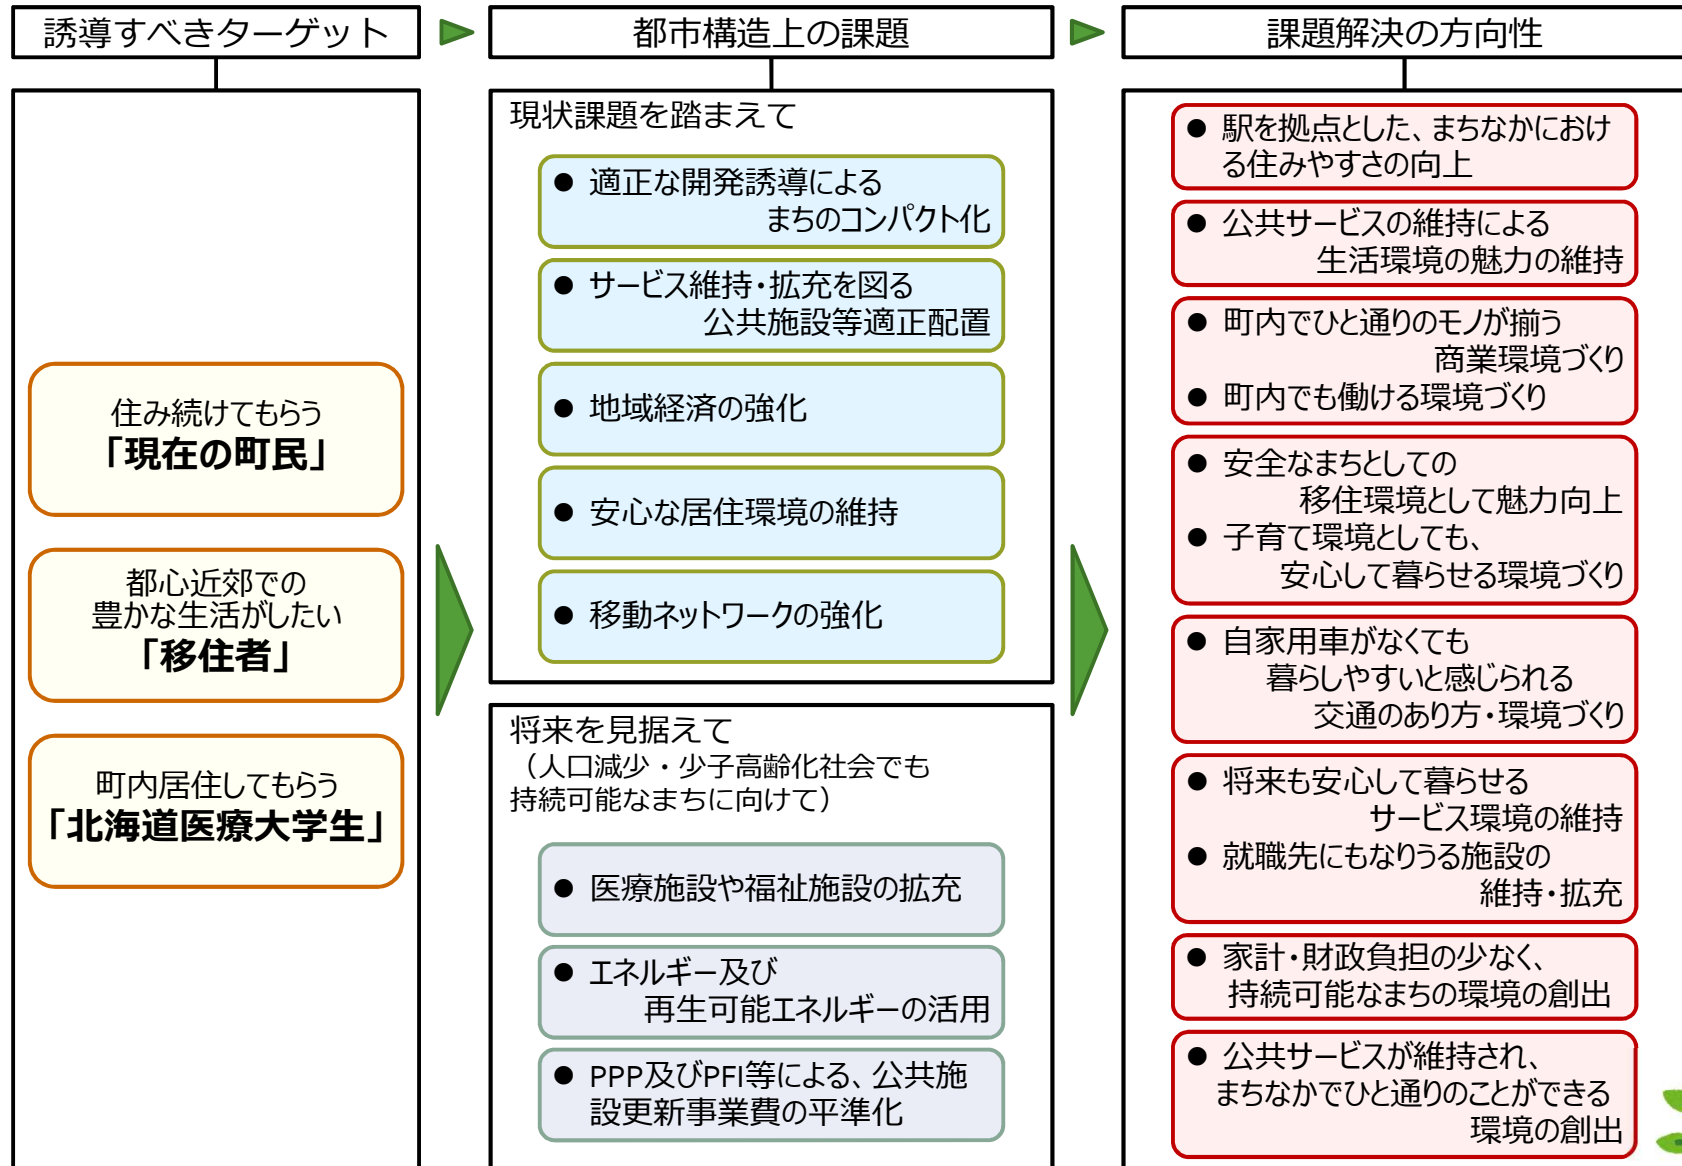 誘導すべきターゲット
都市構造上の課題
課題解決の方向性
住み続けてもらう
「現在の町民」
都心近郊での
豊かな生活がしたい
「移住者」
町内居住してもらう
「北海道医療大学生」
現状課題を踏まえて
● 適正な開発誘導による
まちのコンパクト化
● サービス維持・拡充を図る
公共施設等適正配置
● 地域経済の強化
● 安心な居住環境の維持
● 移動ネットワークの強化
将来を見据えて
（人口減少・少子高齢化社会でも
持続可能なまちに向けて）
● 医療施設や福祉施設の拡充
● エネルギー及び
再生可能エネルギーの活用
● PPP及びPFI等による、公共施
設更新事業費の平準化
● 駅を拠点とした、まちなかにおけ
る住みやすさの向上
● 公共サービスの維持による
生活環境の魅力の維持
● 町内でひと通りのモノが揃う
商業環境づくり
● 町内でも働ける環境づくり
● 安全なまちとしての
移住環境として魅力向上
● 子育て環境としても、
安心して暮らせる環境づくり
● 自家用車がなくても
暮らしやすいと感じられる
交通のあり方・環境づくり
● 将来も安心して暮らせる
サービス環境の維持
● 就職先にもなりうる施設の
維持・拡充
● 家計・財政負担の少なく、
持続可能なまちの環境の創出
● 公共サービスが維持され、
まちなかでひと通りのことができる
環境の創出